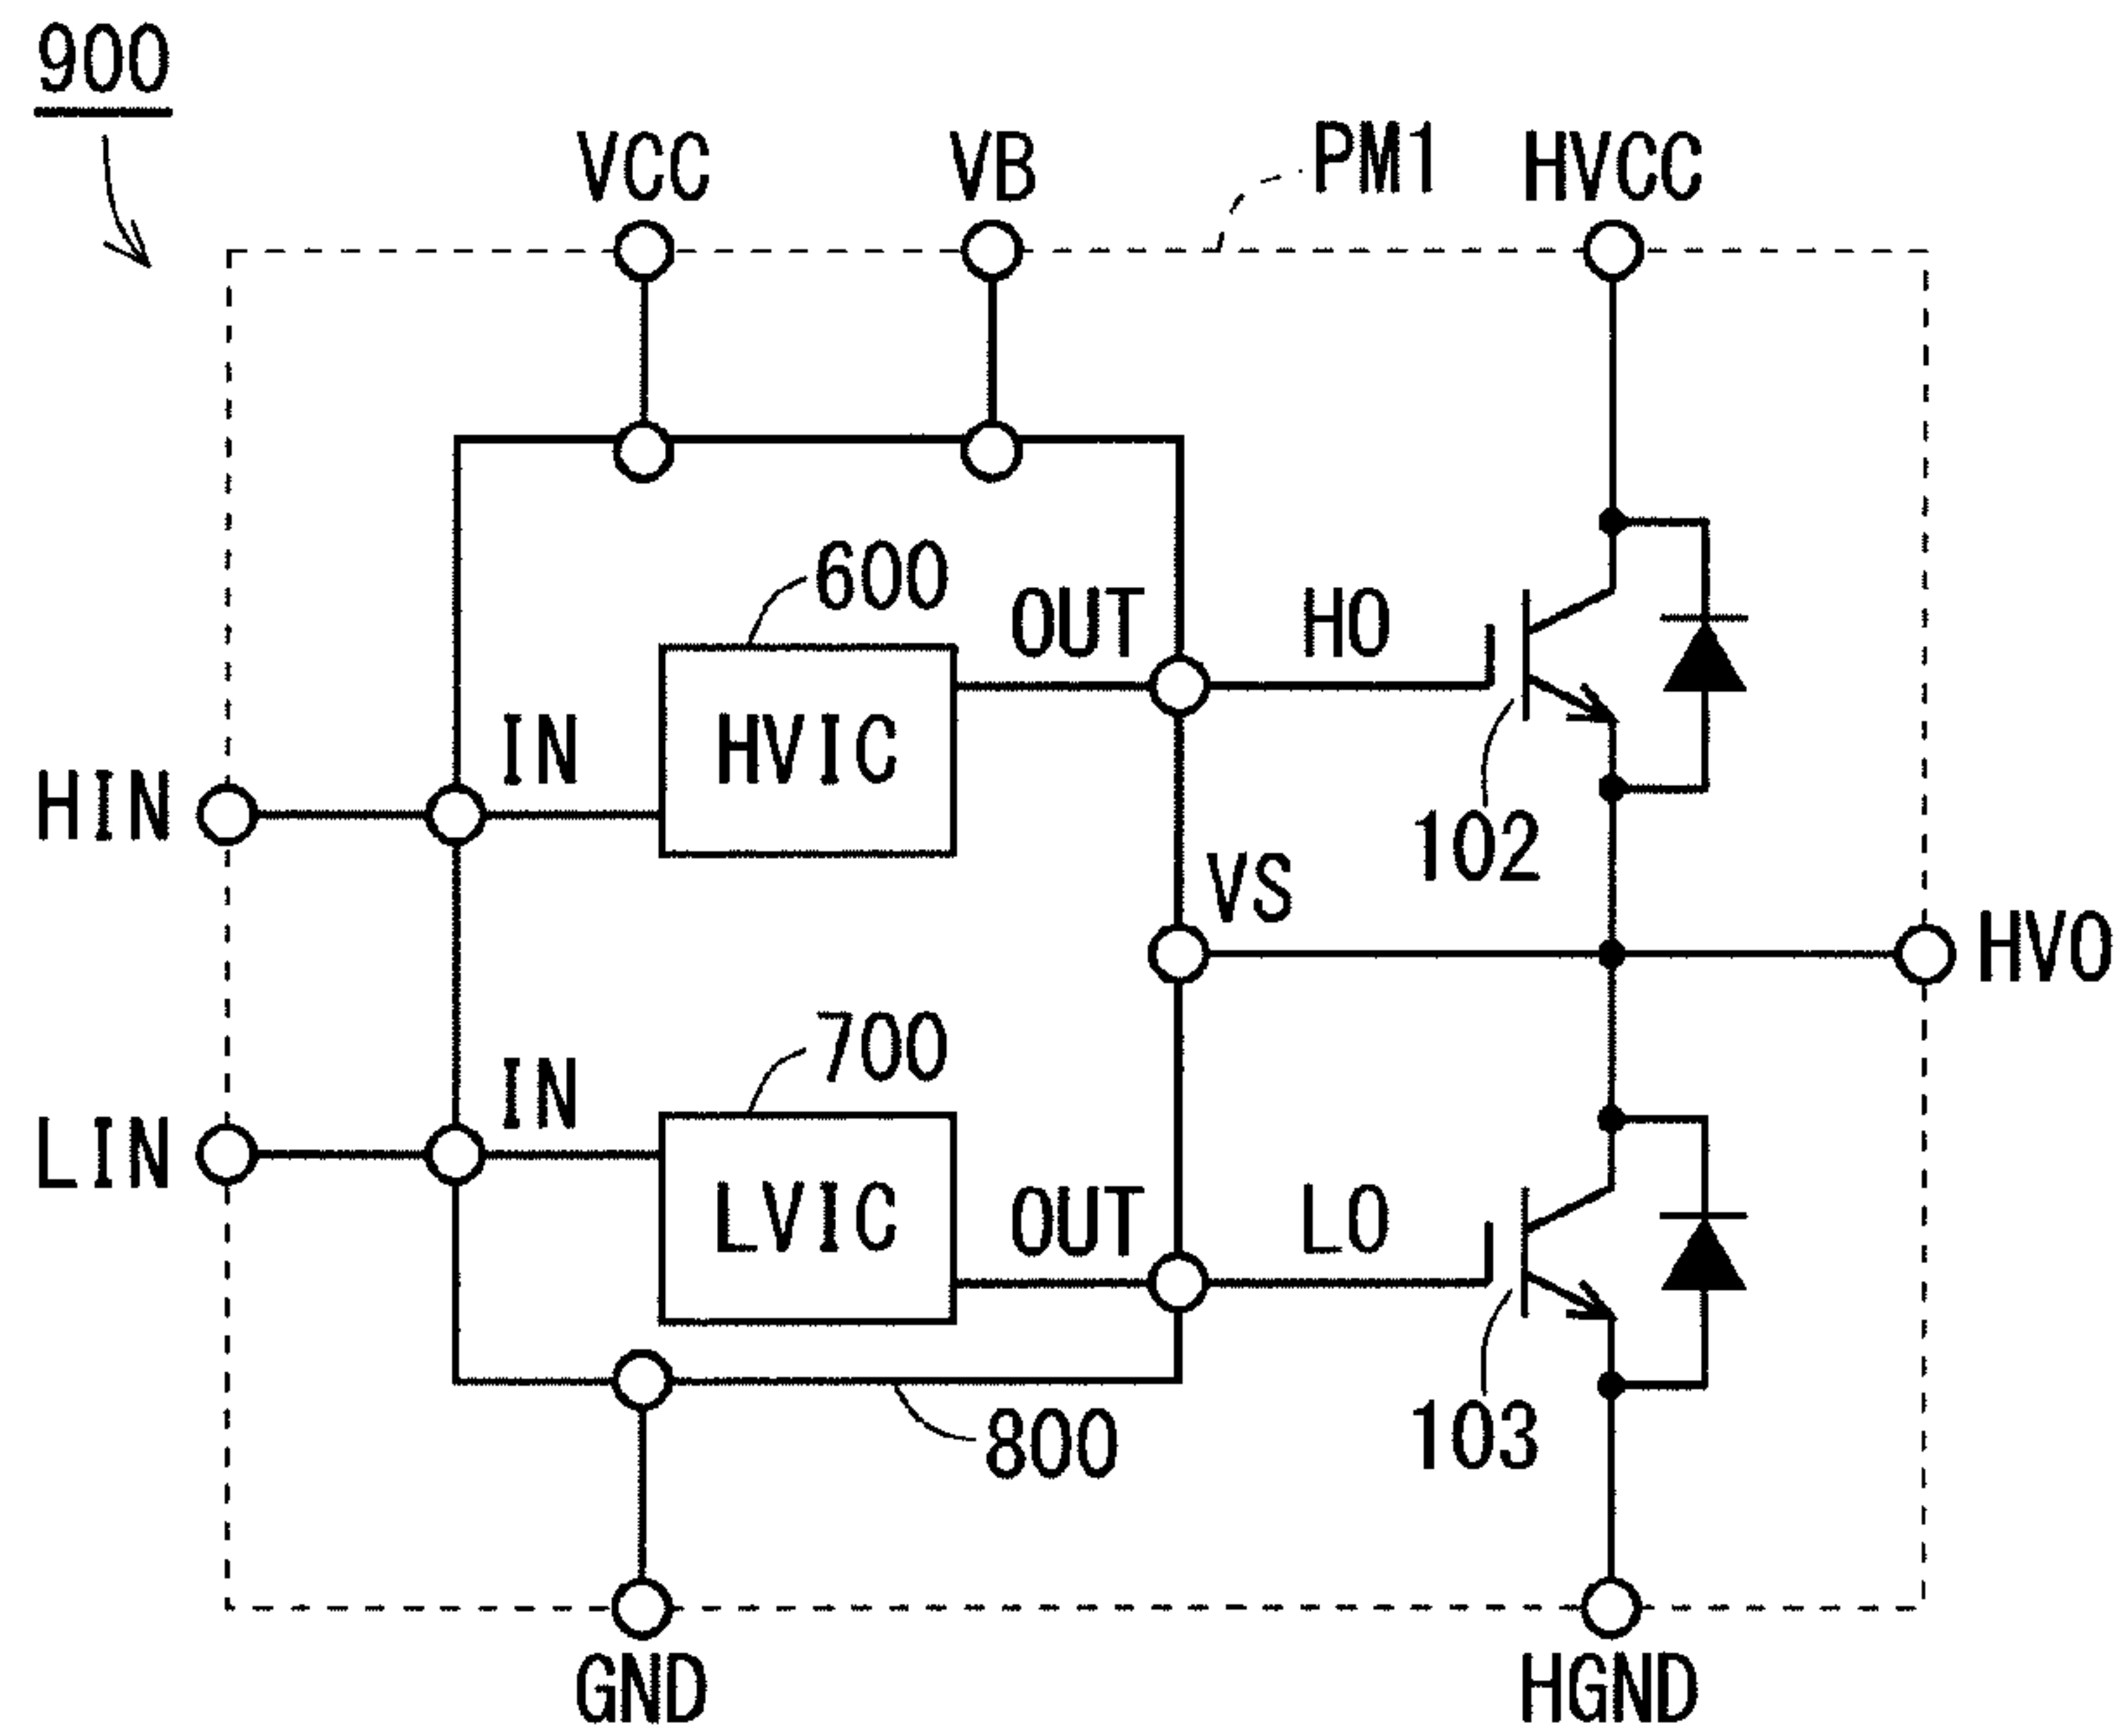 900
VCC
VB
PM1
HVCC
600
OUT
HO
IN
HVIC
HIN
102
VS
HVO
700
IN
LIN
LVIC
OUT
LO
103
800
GND
HGND